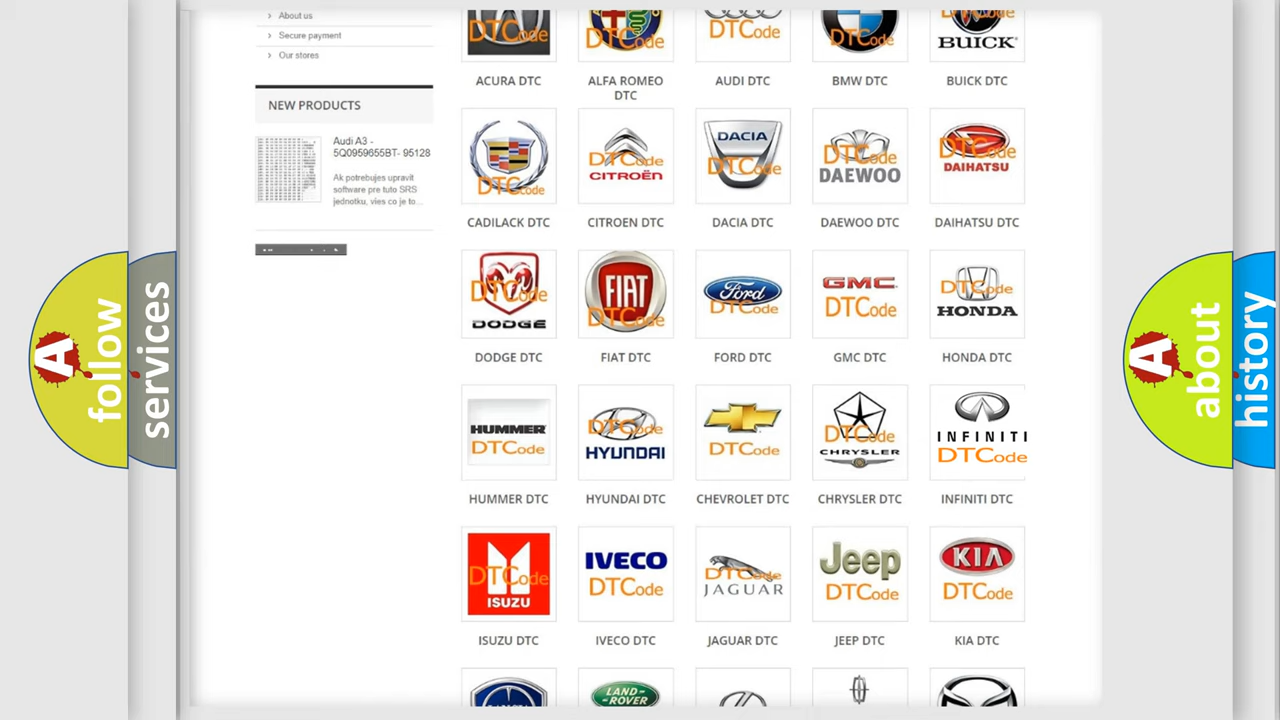 About us
Secure payment
Our stores
NEW PRODUCTS
Audi A3 -
5Q0959655BT- 95128
Ak potrebujes upravit
software pre tuto SRS
jednotku, vies co je to...
DTCode
DTCode
DTCode
DTCode
DTCode
BUICK
ACURA DTC
ALFA ROMEO
DTC
AUDI DTC
BMW DTC
BUICK DTC
DTCode
DTCode
CITROËN
DACIA
DTCode
DTCode
DAEWOO
DTCode
DAIHATSU
CADILACK DTC
CITROEN DTC
DACIA DTC
DAEWOO DTC
DAIHATSU DTC
DTCode
DODGE
FIAT
DTCode
Ford
DTCode
GMC
DTCode
DTCode
HONDA
DODGE DTC
FIAT DTC
FORD DTC
GMC DTC
HONDA DTC
HUMMER
DTCode
DTCode
HYUNDAI
DTCode
DTCode
CHRYSLER
INFINITI
DTCode
HUMMER DTC
HYUNDAI DTC
CHEVROLET DTC
CHRYSLER DTC
INFINITI DTC
DTCode
ISUZU
IVECO
DTCode
DTCode
JAGUAR
Jeep
DTCode
KIA
DTCode
ISUZU DTC
IVECO DTC
JAGUAR DTC
JEEP DTC
KIA DTC
LAND-
ROVER
A
follow
services
A
about
history